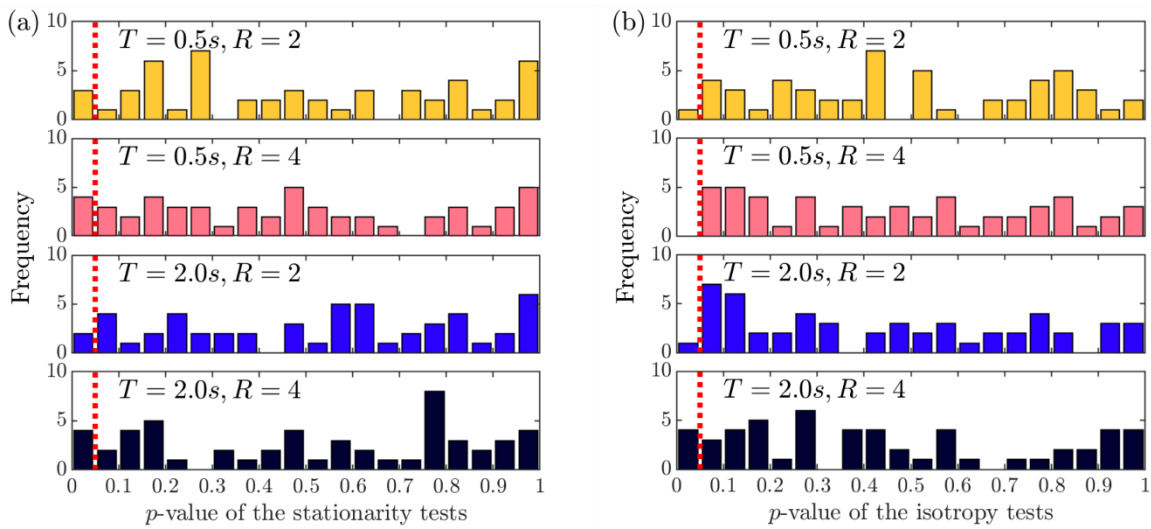 (a)
Frequency
10
5
0
T = 0.5s, R = 2
10
5
0
T = 0.5s, R = 4
10
5
0
T = 2.0s, R = 2
10
5
0
T = 2.0s, R = 4
0 0.1 0.2 0.3 0.4 0.5 0.6 0.7 0.8 0.9 1
p-value of the stationarity tests
(b)
Frequency
10
5
0
T = 0.5s, R = 2
10
5
0
T = 0.5s, R = 4
10
5
0
T = 2.0s, R = 2
10
5
0
T = 2.0s, R = 4
0 0.1 0.2 0.3 0.4 0.5 0.6 0.7 0.8 0.9 1
p-value of the isotropy tests